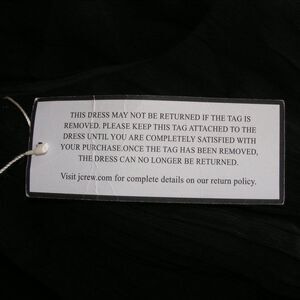 THIS DRESS MAY NOT BE RETURNED IF THE TAG IS
REMOVED. PLEASE KEEP THIS TAG ATTACHED TO THE
DRESS UNTIL YOU ARE COMPLETELY SATISFIED WITH
YOUR PURCHASE.ONCE THE TAG HAS BEEN REMOVED,
THE DRESS CAN NO LONGER BE RETURNED.
Visit jcrew.com for complete details on our return policy.